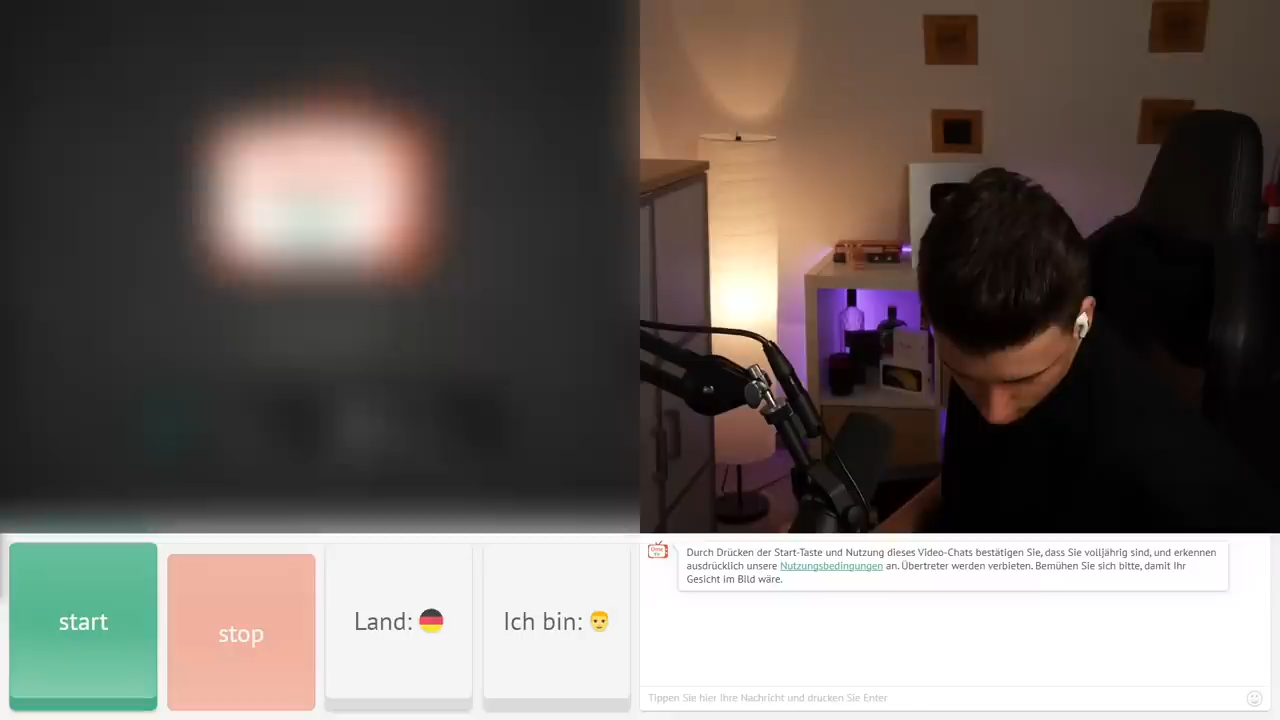 start
stop
Land:
Ich bin:
Durch Drücken der Start-Taste und Nutzung dieses Video-Chats bestätigen Sie, dass Sie volljährig sind, und erkennen
ausdrücklich unsere Nutzungsbedingungen an. Übertreter werden verbieten. Bemühen Sie sich bitte, damit Ihr
Gesicht im Bild wäre.
Tippen Sie hier Ihre Nachricht und drucken Sie Enter